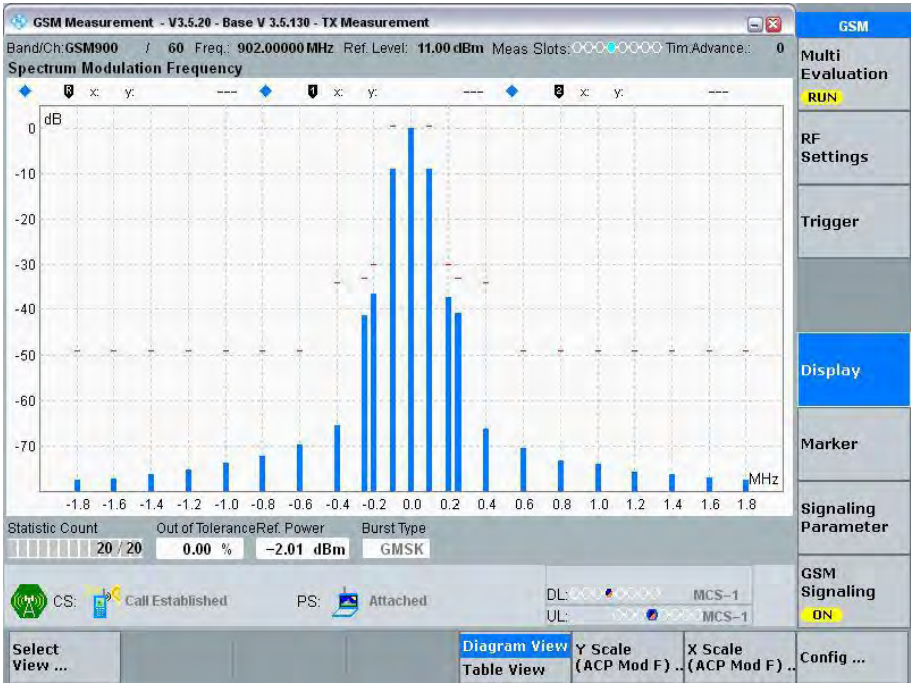 GSM Measurement - V3.5.20 - Base V 3.5.130 - TX Measurement
GSM
Band/Ch: GSM900 / 60 Freq.: 902.00000 MHz Ref. Level: 11.00 dBm Meas Slots: Tim.Advance.: 0
Spectrum Modulation Frequency
R x: y: --- 1 x: y: --- 2 x: y: ---
dB
0
-10
-20
-30
-40
-50
-60
-70
MHz
-1.8 -1.6 -1.4 -1.2 -1.0 -0.8 -0.6 -0.4 -0.2 0.0 0.2 0.4 0.6 0.8 1.0 1.2 1.4 1.6 1.8
Statistic Count Out of Tolerance Ref. Power Burst Type
20 / 20 0.00 % -2.01 dBm GMSK
CS: Call Established PS: Attached
DL: MCS-1
UL: MCS-1
Multi
Evaluation
RUN
RF
Settings
Trigger
Display
Marker
Signaling
Parameter
GSM
Signaling
ON
Select
View ...
Diagram View
Table View
Y Scale
(ACP Mod F) ..
X Scale
(ACP Mod F) ..
Config ...